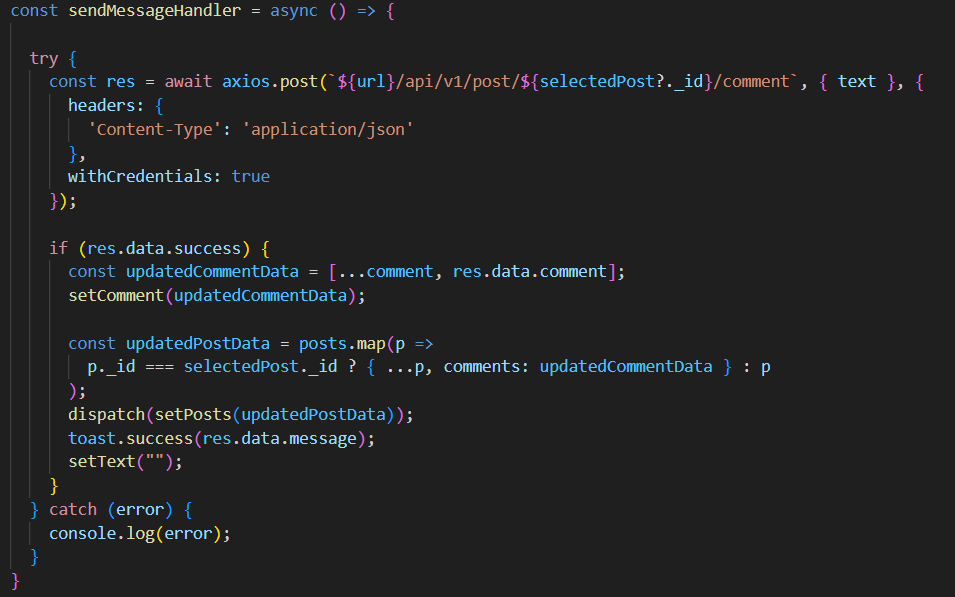 const sendMessageHandler = async () => {
try {
const res = await axios.post(`${url}/api/v1/post/${selectedPost?._id}/comment`, { text }, {
headers: {
'Content-Type': 'application/json'
},
withCredentials: true
});
if (res.data.success) {
const updatedCommentData = [...comment, res.data.comment];
setComment(updatedCommentData);
const updatedPostData = posts.map(p =>
p._id === selectedPost._id ? { ...p, comments: updatedCommentData } : p
);
dispatch(setPosts(updatedPostData));
toast.success(res.data.message);
setText("");
}
} catch (error) {
console.log(error);
}
}